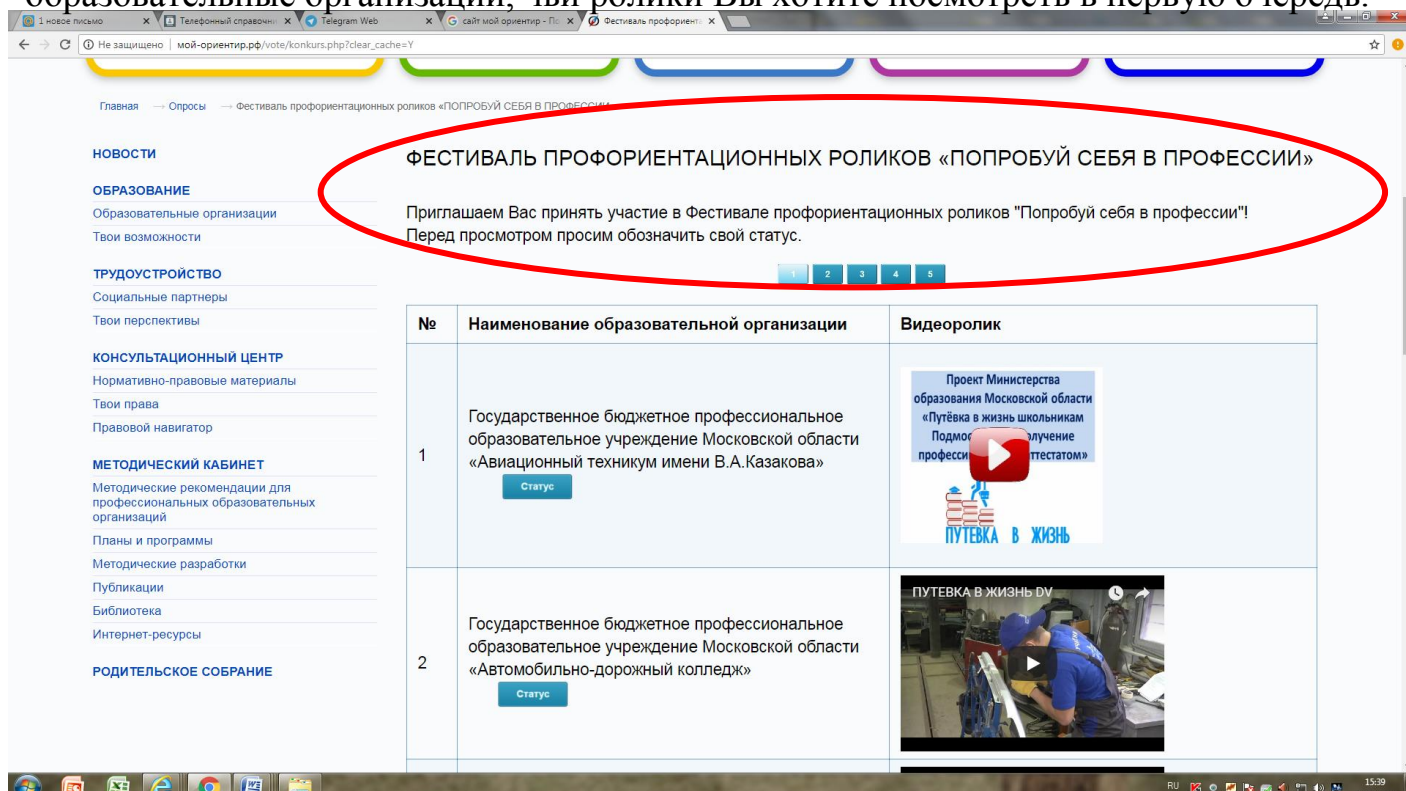 образовательные организации, чьи ролики Вы хотите посмотреть в первую очередь.
1 новое письмо
Телефонный справочни
Telegram Web
сайт мой ориентир - По
Фестиваль профориента
Не защищено | мой-ориентир.рф/vote/konkurs.php?clear_cache=Y
Главная → Опросы → Фестиваль профориентационных роликов «ПОПРОБУЙ СЕБЯ В ПРОФЕССИИ»
НОВОСТИ
ОБРАЗОВАНИЕ
Образовательные организации
Твои возможности
ТРУДОУСТРОЙСТВО
Социальные партнеры
Твои перспективы
КОНСУЛЬТАЦИОННЫЙ ЦЕНТР
Нормативно-правовые материалы
Твои права
Правовой навигатор
МЕТОДИЧЕСКИЙ КАБИНЕТ
Методические рекомендации для
профессиональных образовательных
организаций
Планы и программы
Методические разработки
Публикации
Библиотека
Интернет-ресурсы
РОДИТЕЛЬСКОЕ СОБРАНИЕ
ФЕСТИВАЛЬ ПРОФОРИЕНТАЦИОННЫХ РОЛИКОВ «ПОПРОБУЙ СЕБЯ В ПРОФЕССИИ»
Приглашаем Вас принять участие в Фестивале профориентационных роликов "Попробуй себя в профессии"!
Перед просмотром просим обозначить свой статус.
1 2 3 4 5
№ Наименование образовательной организации Видеоролик
1
Государственное бюджетное профессиональное
образовательное учреждение Московской области
«Авиационный техникум имени В.А.Казакова»
Статус
Проект Министерства
образования Московской области
«Путёвка в жизнь школьникам
Подмос лучение
професси ттестатом»
ПУТЕВКА В ЖИЗНЬ
2
Государственное бюджетное профессиональное
образовательное учреждение Московской области
«Автомобильно-дорожный колледж»
Статус
ПУТЕВКА В ЖИЗНЬ DV
RU
15:39